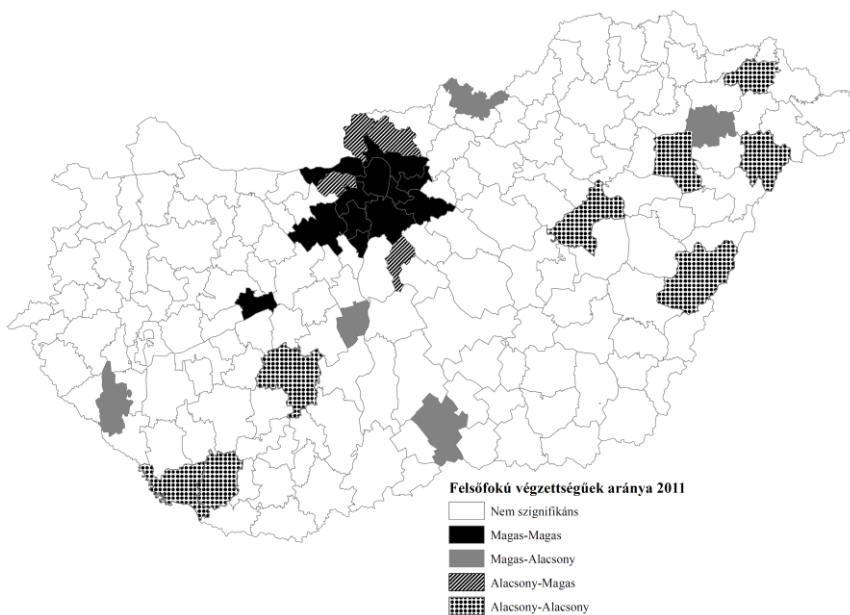 Felsőfokú végzettségűek aránya 2011
Nem szignifikáns
Magas-Magas
Magas-Alacsony
Alacsony-Magas
Alacsony-Alacsony